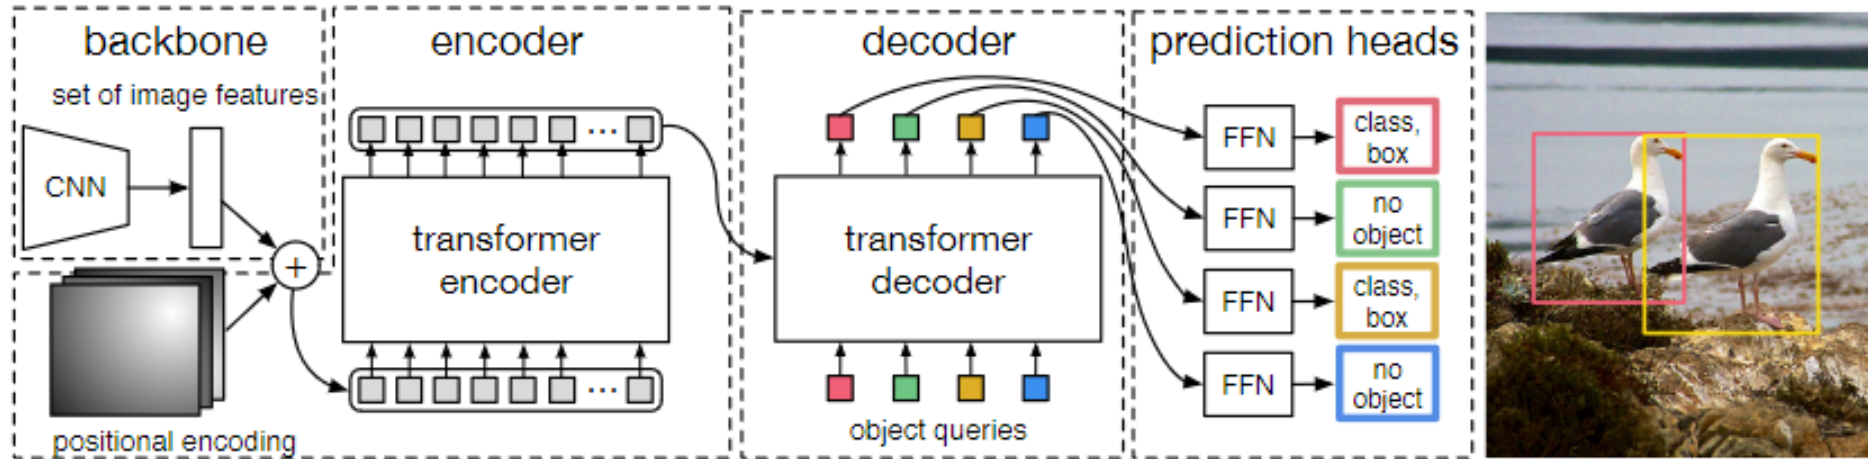 backbone
set of image features
CNN
+
positional encoding
encoder
...
transformer
encoder
...
decoder
transformer
decoder
object queries
prediction heads
FFN
class,
box
FFN
no
object
FFN
class,
box
FFN
no
object